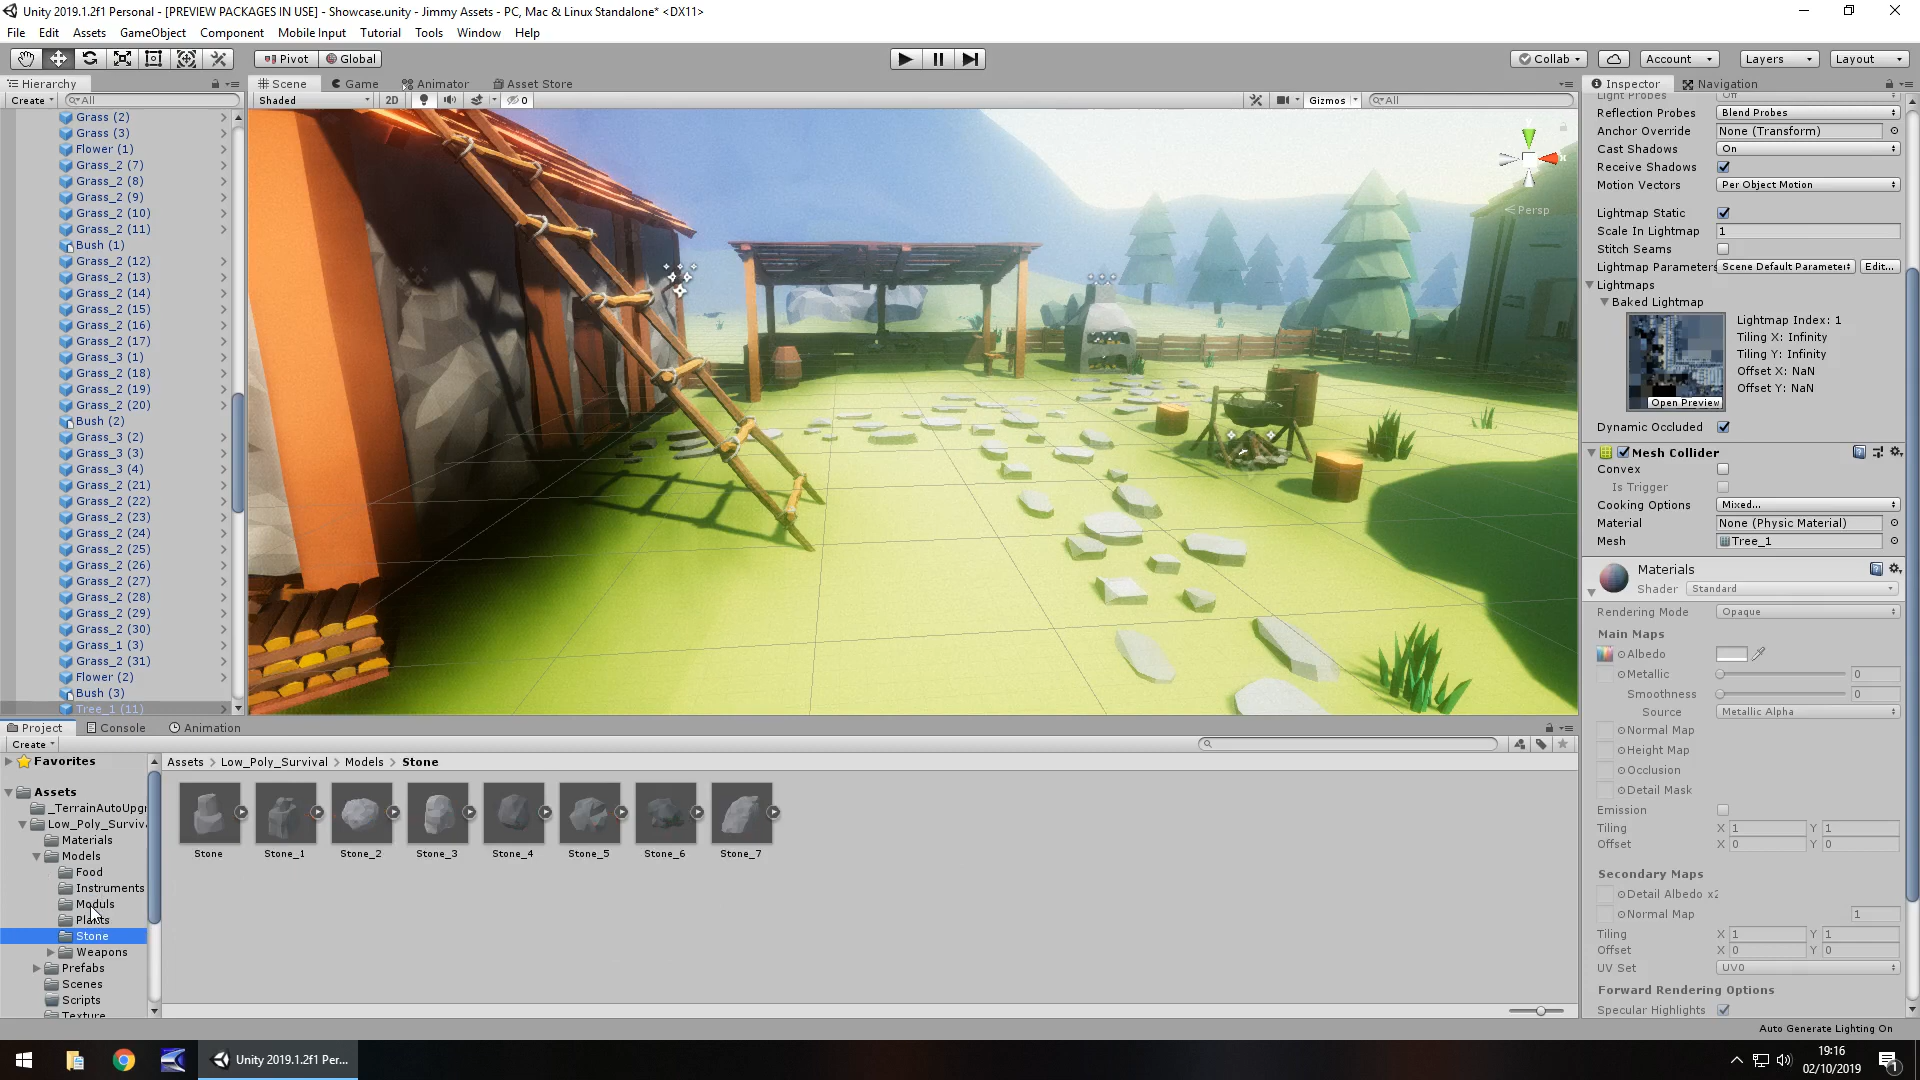 Unity 2019.1.2f1 Personal - [PREVIEW PACKAGES IN USE] - Showcase.unity - Jimmy Assets - PC, Mac & Linux Standalone* <DX11>
File Edit Assets GameObject Component Mobile Input Tutorial Tools Window Help
Pivot Global Collab Account Layers Layout
Hierarchy Scene Game Animator Asset Store Inspector Navigation
Create All Shaded 2D 0 Gizmos All
Grass (2)
Grass (3)
Flower (1)
Grass_2 (7)
Grass_2 (8)
Grass_2 (9)
Grass_2 (10)
Grass_2 (11)
Bush (1)
Grass_2 (12)
Grass_2 (13)
Grass_2 (14)
Grass_2 (15)
Grass_2 (16)
Grass_2 (17)
Grass_3 (1)
Grass_2 (18)
Grass_2 (19)
Grass_2 (20)
Bush (2)
Grass_3 (2)
Grass_3 (3)
Grass_3 (4)
Grass_2 (21)
Grass_2 (22)
Grass_2 (23)
Grass_2 (24)
Grass_2 (25)
Grass_2 (26)
Grass_2 (27)
Grass_2 (28)
Grass_2 (29)
Grass_2 (30)
Grass_1 (3)
Grass_2 (31)
Flower (2)
Bush (3)
Tree_1 (11)
x
Persp
Light Probes Off
Reflection Probes Blend Probes
Anchor Override None (Transform)
Cast Shadows On
Receive Shadows
Motion Vectors Per Object Motion
Lightmap Static
Scale In Lightmap 1
Stitch Seams
Lightmap Parameters Scene Default Parameter Edit...
Lightmaps
Baked Lightmap
Lightmap Index: 1
Tiling X: Infinity
Tiling Y: Infinity
Offset X: NaN
Offset Y: NaN
Open Preview
Dynamic Occluded
Mesh Collider
Convex
Is Trigger
Cooking Options Mixed...
Material None (Physic Material)
Mesh Tree_1
Materials
Shader Standard
Rendering Mode Opaque
Main Maps
Albedo
Metallic 0
Smoothness 0
Source Metallic Alpha
Normal Map
Height Map
Occlusion
Detail Mask
Emission
Tiling X 1 Y 1
Offset X 0 Y 0
Secondary Maps
Detail Albedo x2
Normal Map 1
Tiling X 1 Y 1
Offset X 0 Y 0
UV Set UV0
Forward Rendering Options
Specular Highlights
Project Console Animation
Create
Favorites
Assets
_TerrainAutoUpgr
Low_Poly_Surviv
Materials
Models
Food
Instruments
Moduls
Plants
Stone
Weapons
Prefabs
Scenes
Scripts
Texture
Assets > Low_Poly_Survival > Models > Stone
Stone Stone_1 Stone_2 Stone_3 Stone_4 Stone_5 Stone_6 Stone_7
Auto Generate Lighting On
Unity 2019.1.2f1 Per...
19:16
02/10/2019
1